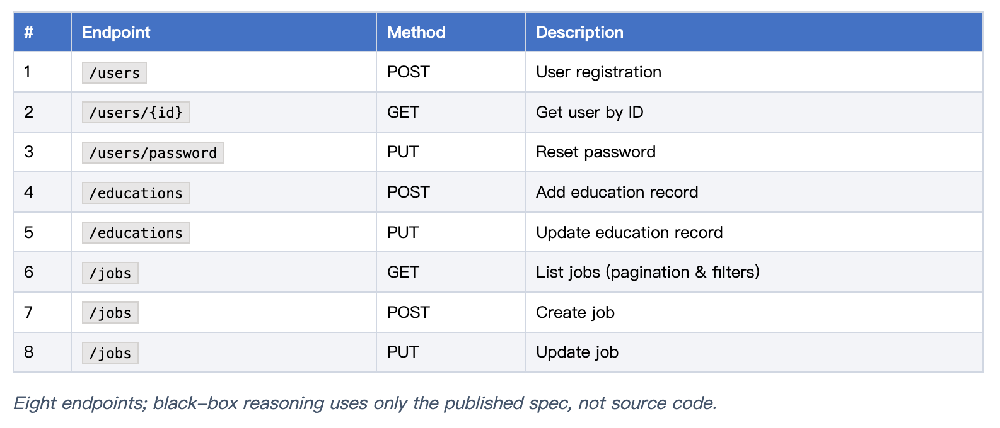 # Endpoint Method Description
1 /users POST User registration
2 /users/{id} GET Get user by ID
3 /users/password PUT Reset password
4 /educations POST Add education record
5 /educations PUT Update education record
6 /jobs GET List jobs (pagination & filters)
7 /jobs POST Create job
8 /jobs PUT Update job
Eight endpoints; black–box reasoning uses only the published spec, not source code.